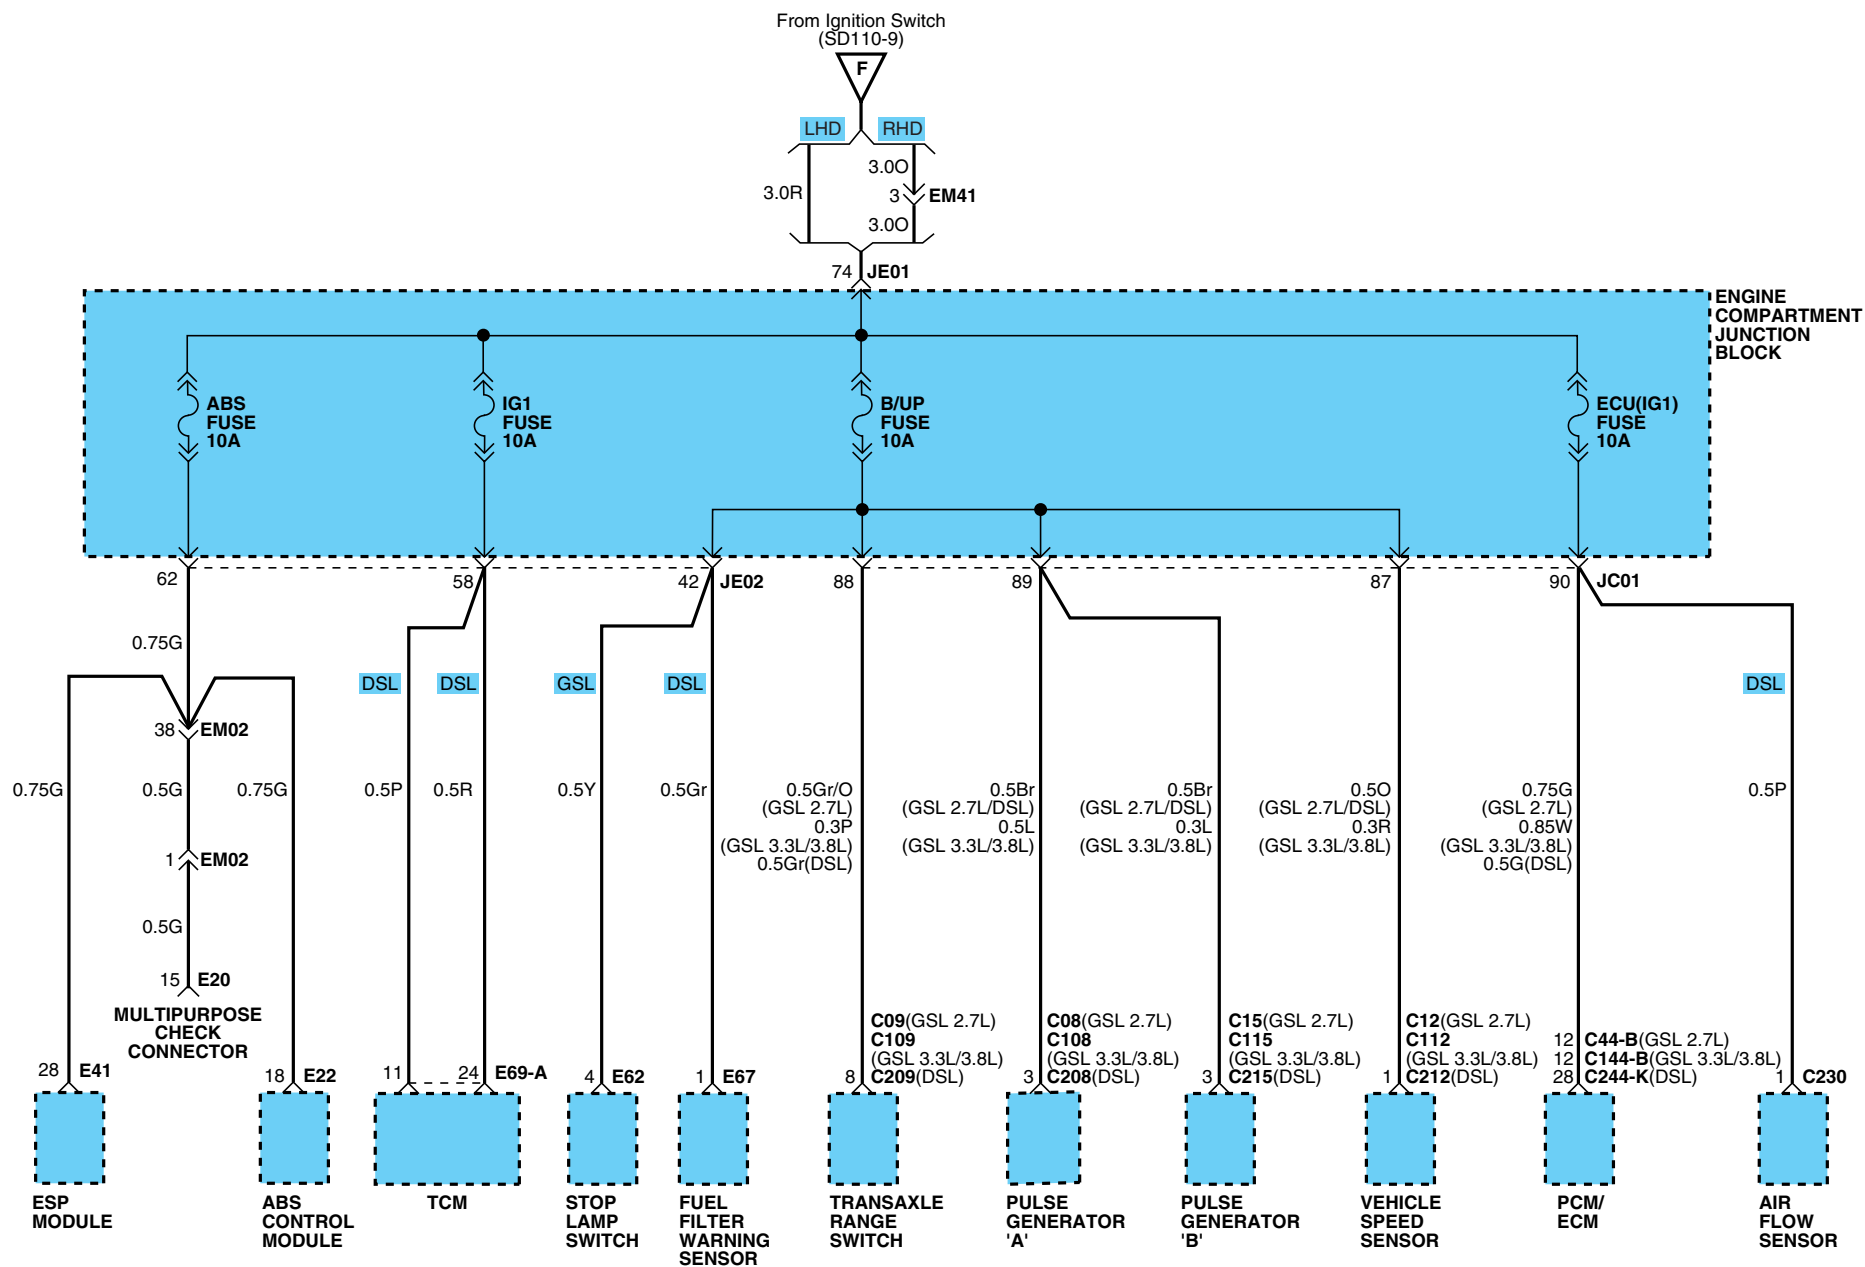 From Ignition Switch
(SD110-9)
F
LHD RHD
3.0O
3.0R
3 EM41
3.0O
74 JE01
ENGINE
COMPARTMENT
JUNCTION
BLOCK
ABS
FUSE
10A
IG1
FUSE
10A
B/UP
FUSE
10A
ECU(IG1)
FUSE
10A
62 58 42 JE02 88 89 87 90 JC01
0.75G
DSL DSL GSL DSL DSL
38 EM02
0.75G 0.5G 0.75G 0.5P 0.5R 0.5Y 0.5Gr
0.5Gr/O
(GSL 2.7L)
0.3P
(GSL 3.3L/3.8L)
0.5Gr(DSL)
0.5Br
(GSL 2.7L/DSL)
0.5L
(GSL 3.3L/3.8L)
0.5Br
(GSL 2.7L/DSL)
0.3L
(GSL 3.3L/3.8L)
0.5O
(GSL 2.7L/DSL)
0.3R
(GSL 3.3L/3.8L)
0.75G
(GSL 2.7L)
0.85W
(GSL 3.3L/3.8L)
0.5G(DSL)
0.5P
1 EM02
0.5G
15 E20
MULTIPURPOSE
CHECK
CONNECTOR
28 E41
18 E22
11 24 E69-A
4 E62
1 E67
C09(GSL 2.7L)
C109
(GSL 3.3L/3.8L)
8 C209(DSL)
C08(GSL 2.7L)
C108
(GSL 3.3L/3.8L)
3 C208(DSL)
C15(GSL 2.7L)
C115
(GSL 3.3L/3.8L)
3 C215(DSL)
C12(GSL 2.7L)
C112
(GSL 3.3L/3.8L)
1 C212(DSL)
12 C44-B(GSL 2.7L)
12 C144-B(GSL 3.3L/3.8L)
28 C244-K(DSL)
1 C230
ESP
MODULE
ABS
CONTROL
MODULE
TCM
STOP
LAMP
SWITCH
FUEL
FILTER
WARNING
SENSOR
TRANSAXLE
RANGE
SWITCH
PULSE
GENERATOR
'A'
PULSE
GENERATOR
'B'
VEHICLE
SPEED
SENSOR
PCM/
ECM
AIR
FLOW
SENSOR